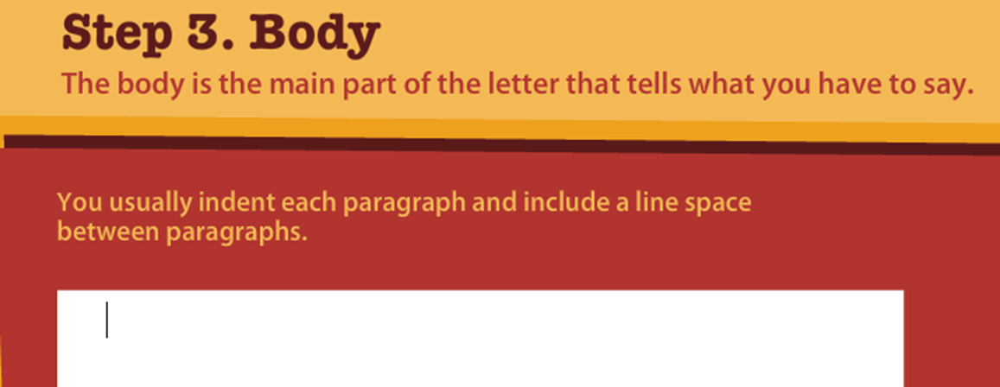 Step 3. Body
The body is the main part of the letter that tells what you have to say.
You usually indent each paragraph and include a line space
between paragraphs.